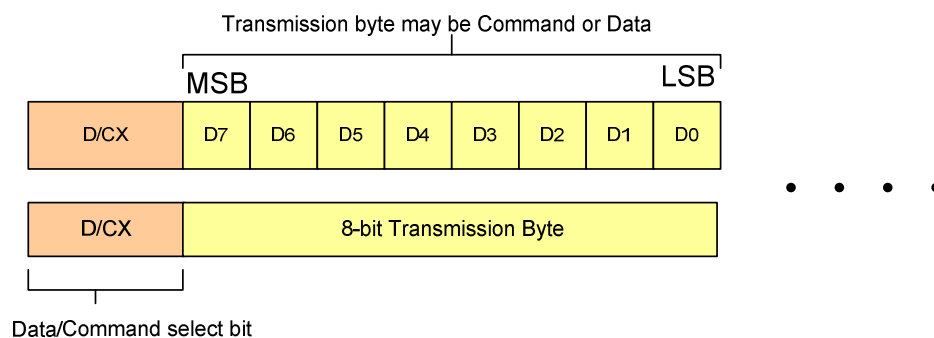 Transmission byte may be Command or Data
MSB LSB
D/CX D7 D6 D5 D4 D3 D2 D1 D0
D/CX 8-bit Transmission Byte
Data/Command select bit